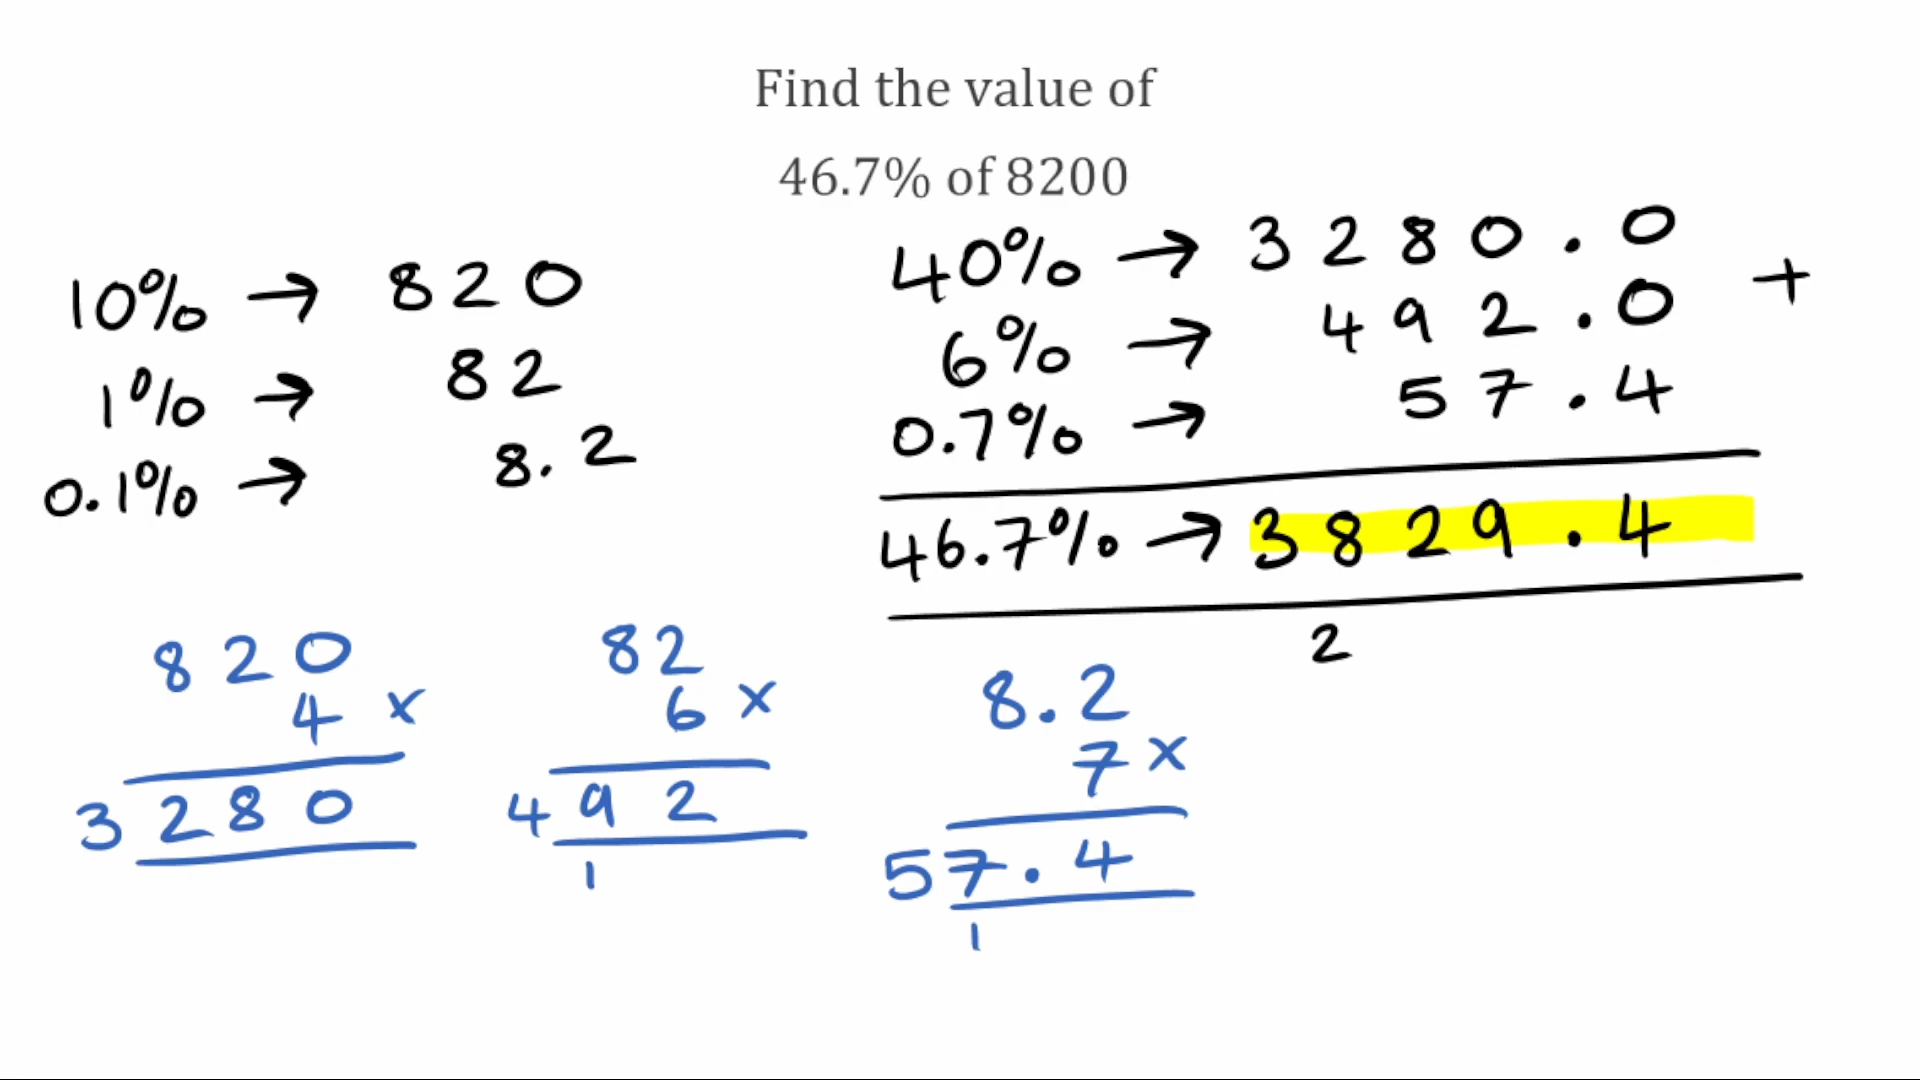 Find the value of
46.7% of 8200
10% → 820
1% → 82
0.1% → 8.2
40% → 3280.0
6% → 492.0 +
0.7% → 57.4
46.7% → 3829.4
2
820
4 ×
3280
82
6 ×
492
1
8.2
7 ×
57.4
1